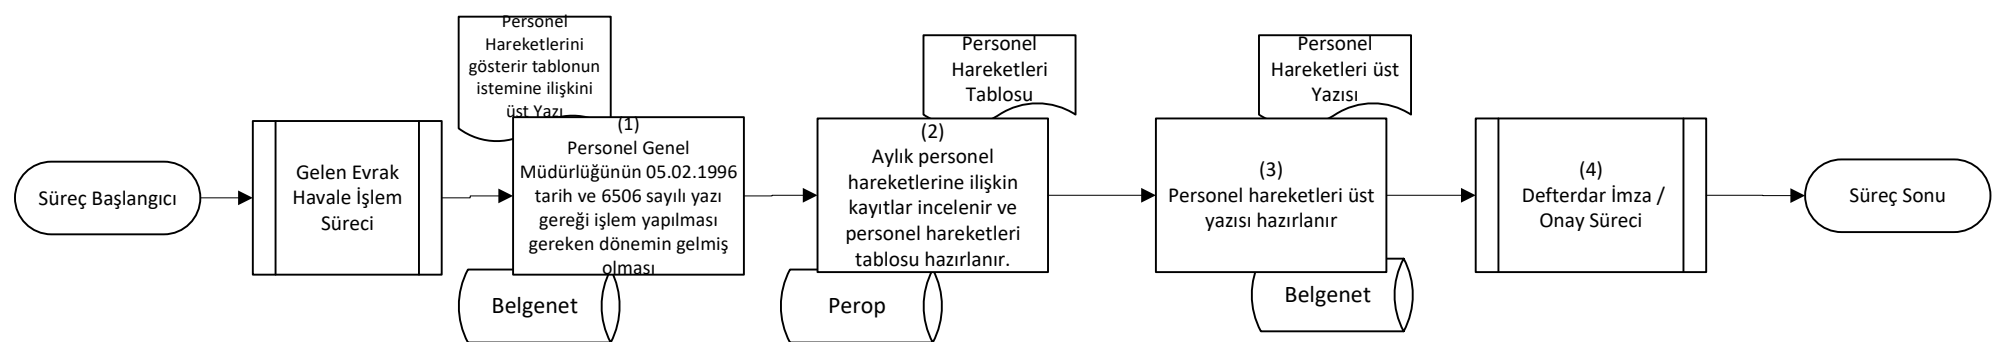 Personel
Hareketlerini
gösterir tablonun
istemine ilişkini
üst Yazı
Personel
Hareketleri
Tablosu
Personel
Hareketleri üst
Yazısı
Süreç Başlangıcı
Gelen Evrak
Havale İşlem
Süreci
(1)
Personel Genel
Müdürlüğünün 05.02.1996
tarih ve 6506 sayılı yazı
gereği işlem yapılması
gereken dönemin gelmiş
olması
(2)
Aylık personel
hareketlerine ilişkin
kayıtlar incelenir ve
personel hareketleri
tablosu hazırlanır.
(3)
Personel hareketleri üst
yazısı hazırlanır
(4)
Defterdar İmza /
Onay Süreci
Süreç Sonu
Belgenet
Perop
Belgenet